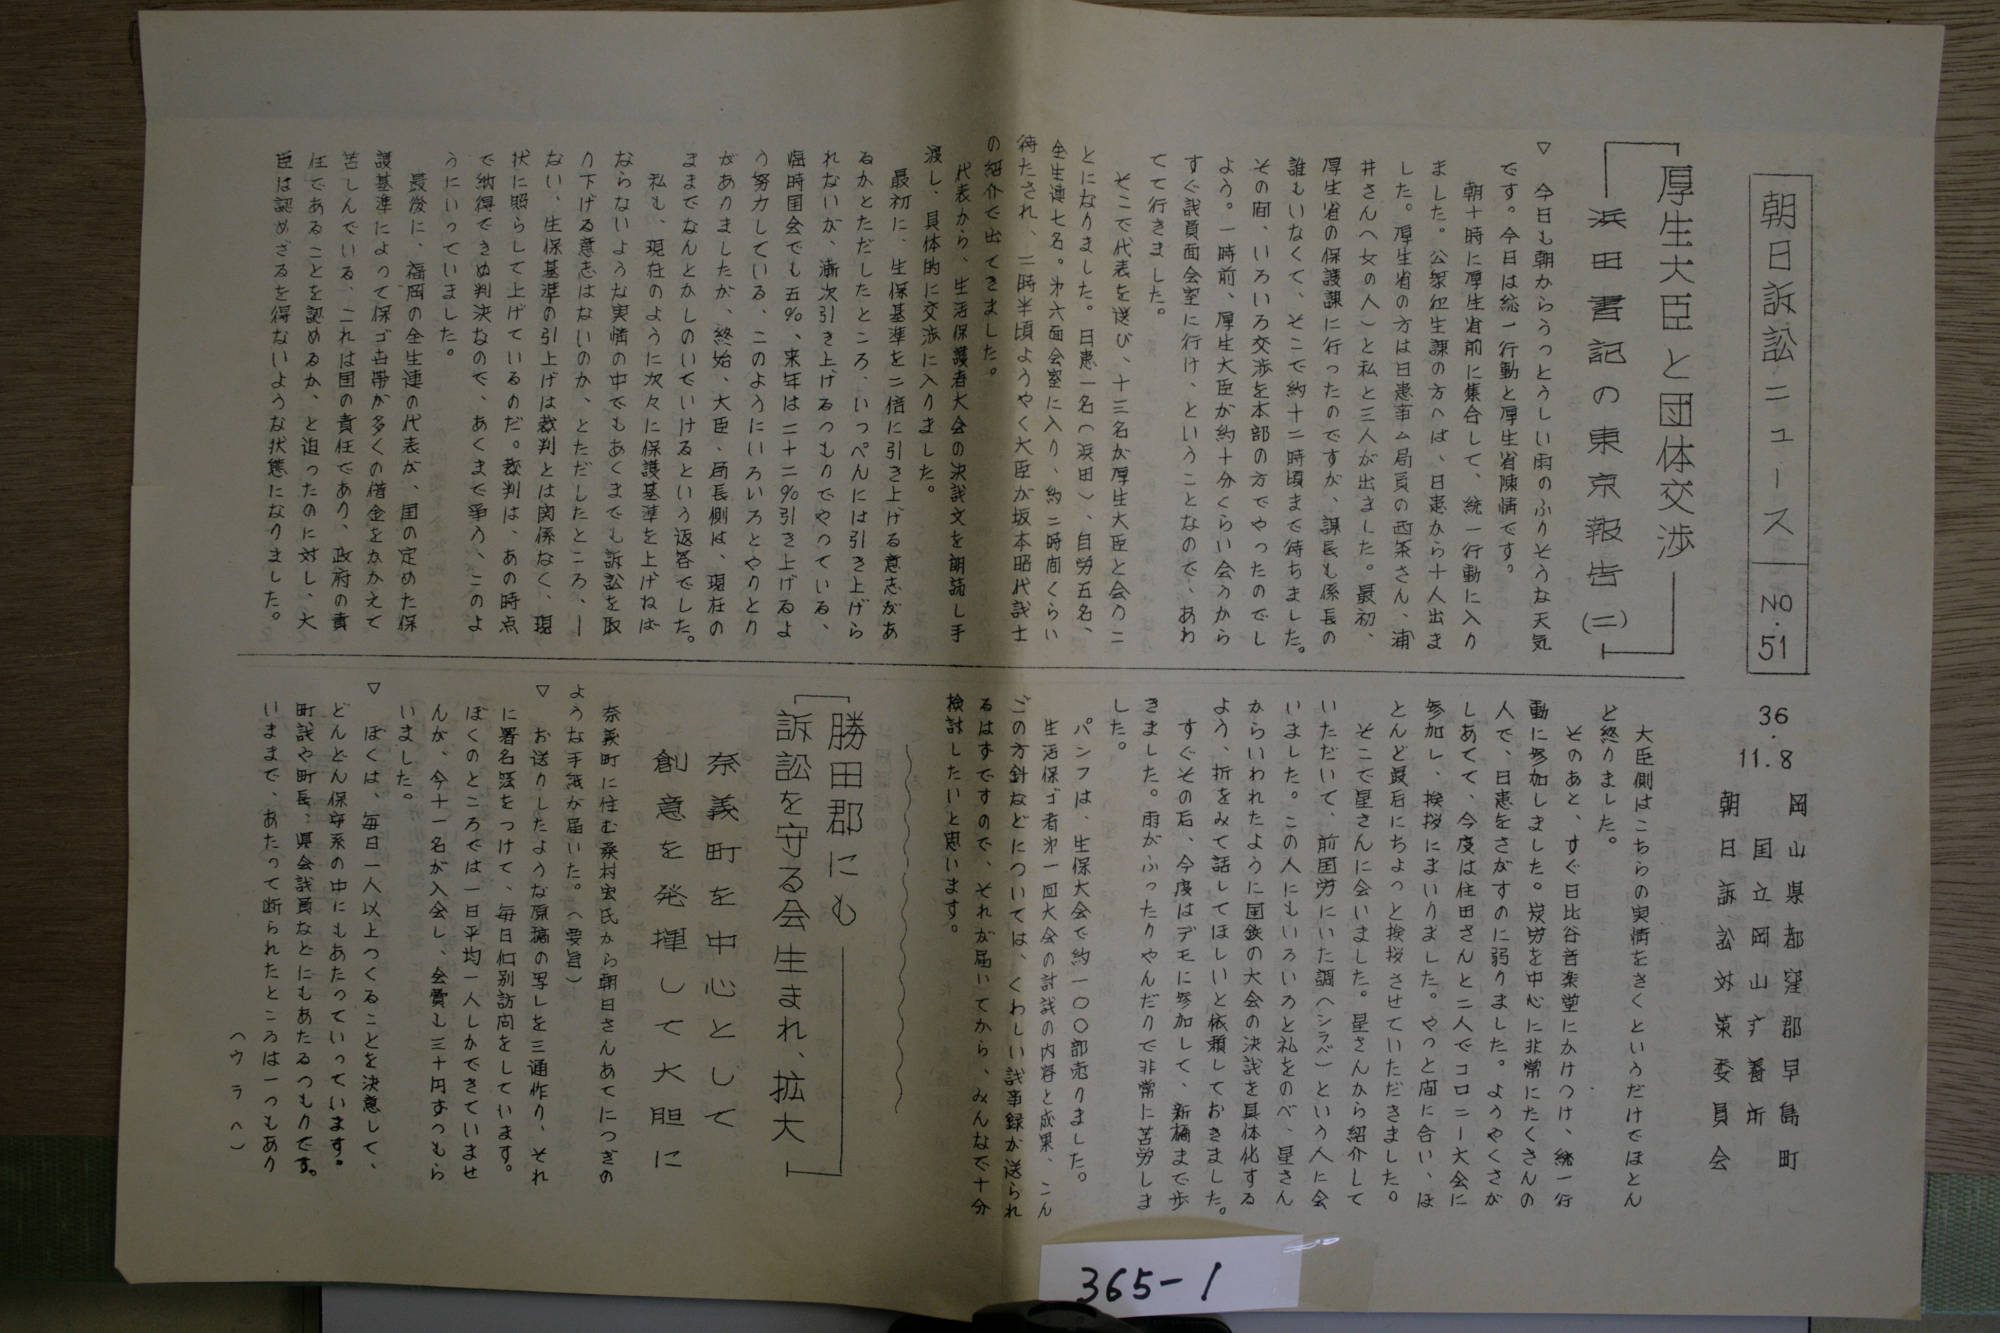 朝日訴訟ニュース NO.51
36.11.8
岡山県都窪郡早島町
国立岡山疗養所
朝日訴訟対策委員会
厚生大臣と団体交渉
浜田書記の東京報告(二)
▽ 今日も朝からうっとうしい雨のふりそうな天気
です。今日は統一行動と厚生省陳情です。
朝十時に厚生省前に集合して、統一行動に入り
ました。公衆衛生課の方へは、日患から十人出ま
した。厚生省の方は日患事ム局員の西条さん、浦
井さん(女の人)と私と三人が出ました。最初、
厚生省の保護課に行ったのですが、課長も係長の
誰もいなくて、そこで約十二時頃まで待ちました。
その間、いろいろ交渉を本部の方でやったのでし
よう。一時前、厚生大臣が約十分くらい会うから
すぐ議員面会室に行け、ということなので、あわ
てて行きました。
そこで代表を送び、十三名が厚生大臣と会うこ
とになりました。日患一名(浜田)、自労五名、
全生連七名。第六面会室に入り、約二時間くらい
待たされ、二時半頃ようやく大臣が坂本昭代議士
の紹介で出てきました。
代表から、生活保護者大会の決議文を朗読し手
渡し、具体的に交渉に入りました。
最初に、生保基準を二倍に引き上げる意志があ
るかとただしたところ、いっぺんには引き上げら
れないが、漸次引き上げるつもりでやっている、
臨時国会でも五%、来年は二十二%引き上げるよ
う努力している、このようにいろいろとやりとり
がありましたが、終始、大臣・局長側は、現在の
ままでなんとかしのいでいけるという返答でした。
私も、現在のように次々に保護基準を上げねば
ならないような実情の中でもあくまでも訴訟を取
り下げる意志はないのか、とただしたところ、ー
ない、生保基準の引上げは裁判とは関係なく、現
状に照らして上げているのだ。裁判は、あの時点
で納得できぬ判決なので、あくまで争う、このよ
うにいっていました。
最後に、福岡の全生連の代表が、国の定めた保
護基準によって保ゴ世帯が多くの借金をかかえて
苦しんでいる、これは国の責任であり、政府の責
任であることを認めるか、と迫ったのに対し、大
臣は認めざるを得ないような状態になりました。
大臣側はこちらの実情をきくというだけでほとん
ど終りました。
そのあと、すぐ日比谷音楽堂にかけつけ、統一行
動に参加しました。炭労を中心に非常にたくさんの
人で、日患をさがすのに弱りました。ようやくさが
しあてて、今度は住田さんと二人でコロニー大会に
参加し、挨拶にまいりました。やっと間に合い、ほ
とんど最后にちょっと挨拶させていただきました。
そこで星さんに会いました。星さんから紹介して
いただいて、前国労にいた調(シラベ)という人に会
いました。この人にもいろいろと礼をのべ、星さん
からいわれたように国鉄の大会の決議を具体化する
よう、折をみて話してほしいと依頼しておきました。
すぐその后、今度はデモに参加して、新橋まで歩
きました。雨がふったりやんだりで非常に苦労しま
した。
パンフは、生保大会で約一〇〇部売りました。
生活保ゴ者第一回大会の討議の内容と成果、こん
ごの方針などについては、くわしい議事録が送られ
るはずですので、それが届いてから、みんなで十分
検討したいと思います。
勝田郡にも
訴訟を守る会生まれ、拡大
奈義町を中心として
創意を発揮して大胆に
奈義町に住む桑村宏氏から朝日さんあてにつぎの
ような手紙が届いた。(要旨)
▽ お送りしたような原稿の写しを三通作り、それ
に署名簿をつけて、毎日個別訪問をしています。
ぼくのところでは一日平均一人しかできていませ
んが、今十一名が入会し、会費も三十円ずつもら
いました。
▽ ぼくは、毎日一人以上つくることを決意して、
どんどん保守系の中にもあたっていっています。
町議や町長、県会議員などにもあたるつもりです。
いままで、あたって断られたところは一つもあり
(ウラへ)
365-1